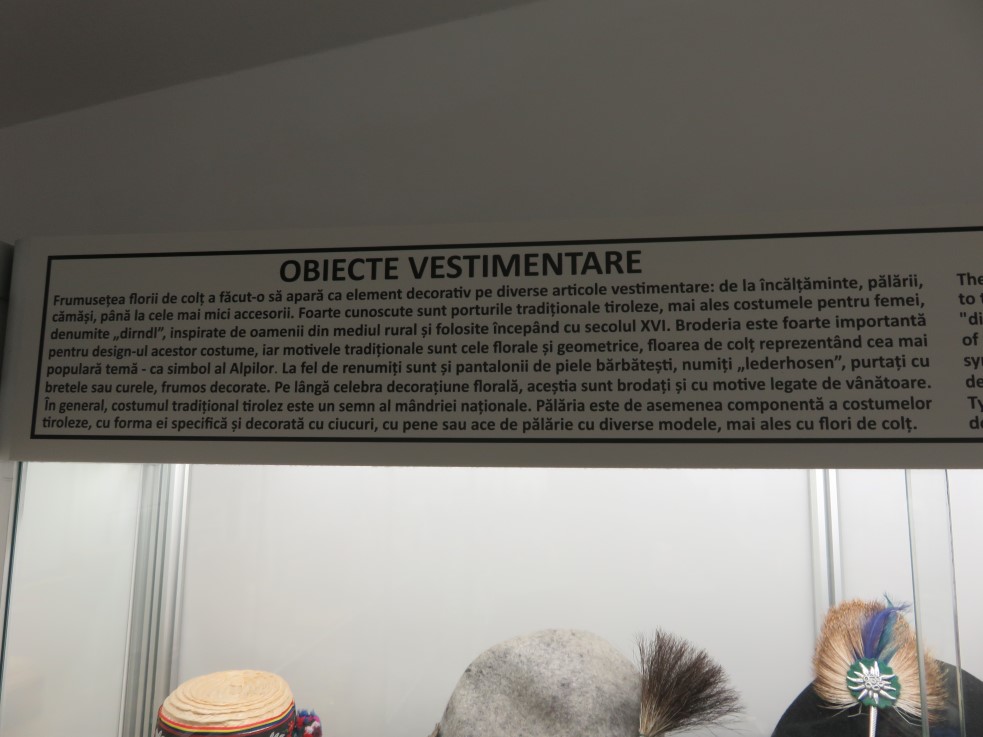 OBIECTE VESTIMENTARE
Frumusețea florii de colț a făcut-o să apară ca element decorativ pe diverse articole vestimentare: de la încălțăminte, pălării,
cămăși, până la cele mai mici accesorii. Foarte cunoscute sunt porturile tradiționale tiroleze, mai ales costumele pentru femei,
denumite „dirndl”, inspirate de oamenii din mediul rural și folosite începând cu secolul XVI. Broderia este foarte importantă
pentru design-ul acestor costume, iar motivele tradiționale sunt cele florale și geometrice, floarea de colț reprezentând cea mai
populară temă - ca simbol al Alpilor. La fel de renumiți sunt și pantalonii de piele bărbătești, numiți „lederhosen”, purtați cu
bretele sau curele, frumos decorate. Pe lângă celebra decorațiune florală, aceștia sunt brodați și cu motive legate de vânătoare.
În general, costumul tradițional tirolez este un semn al mândriei naționale. Pălăria este de asemenea componentă a costumelor
tiroleze, cu forma ei specifică și decorată cu ciucuri, cu pene sau ace de pălărie cu diverse modele, mai ales cu flori de colț.
The
to t
"di
of
syr
de
Ty
de